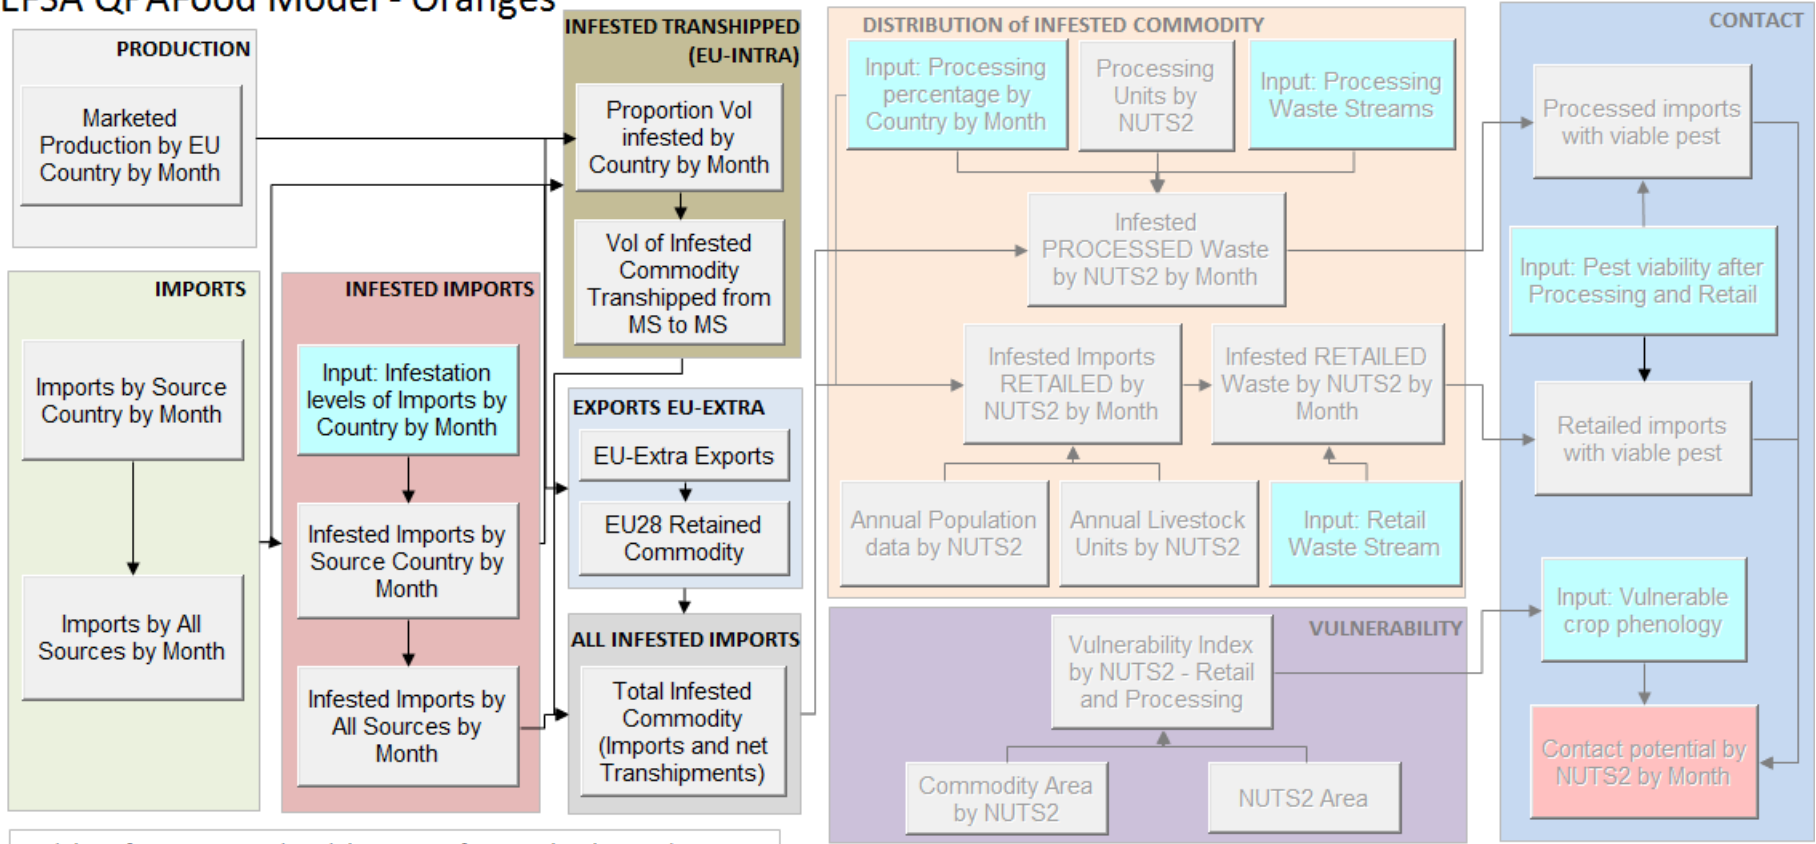 EFSA QPAFood Model - Oranges
PRODUCTION
Marketed
Production by EU
Country by Month
IMPORTS
Imports by Source
Country by Month
Imports by All
Sources by Month
INFESTED IMPORTS
Input: Infestation
levels of Imports by
Country by Month
Infested Imports by
Source Country by
Month
Infested Imports by
All Sources by
Month
INFESTED TRANSHIPPED
(EU-INTRA)
Proportion Vol
infested by
Country by Month
Vol of Infested
Commodity
Transhipped from
MS to MS
EXPORTS EU-EXTRA
EU-Extra Exports
EU28 Retained
Commodity
ALL INFESTED IMPORTS
Total Infested
Commodity
(Imports and net
Transhipments)
DISTRIBUTION of INFESTED COMMODITY
Input: Processing
percentage by
Country by Month
Processing
Units by
NUTS2
Input: Processing
Waste Streams
Infested
PROCESSED Waste
by NUTS2 by Month
Infested Imports
RETAILED by
NUTS2 by Month
Infested RETAILED
Waste by NUTS2 by
Month
Annual Population
data by NUTS2
Annual Livestock
Units by NUTS2
Input: Retail
Waste Stream
VULNERABILITY
Vulnerability Index
by NUTS2 - Retail
and Processing
Commodity Area
by NUTS2
NUTS2 Area
CONTACT
Processed imports
with viable pest
Input: Pest viability after
Processing and Retail
Retailed imports
with viable pest
Input: Vulnerable
crop phenology
Contact potential by
NUTS2 by Month